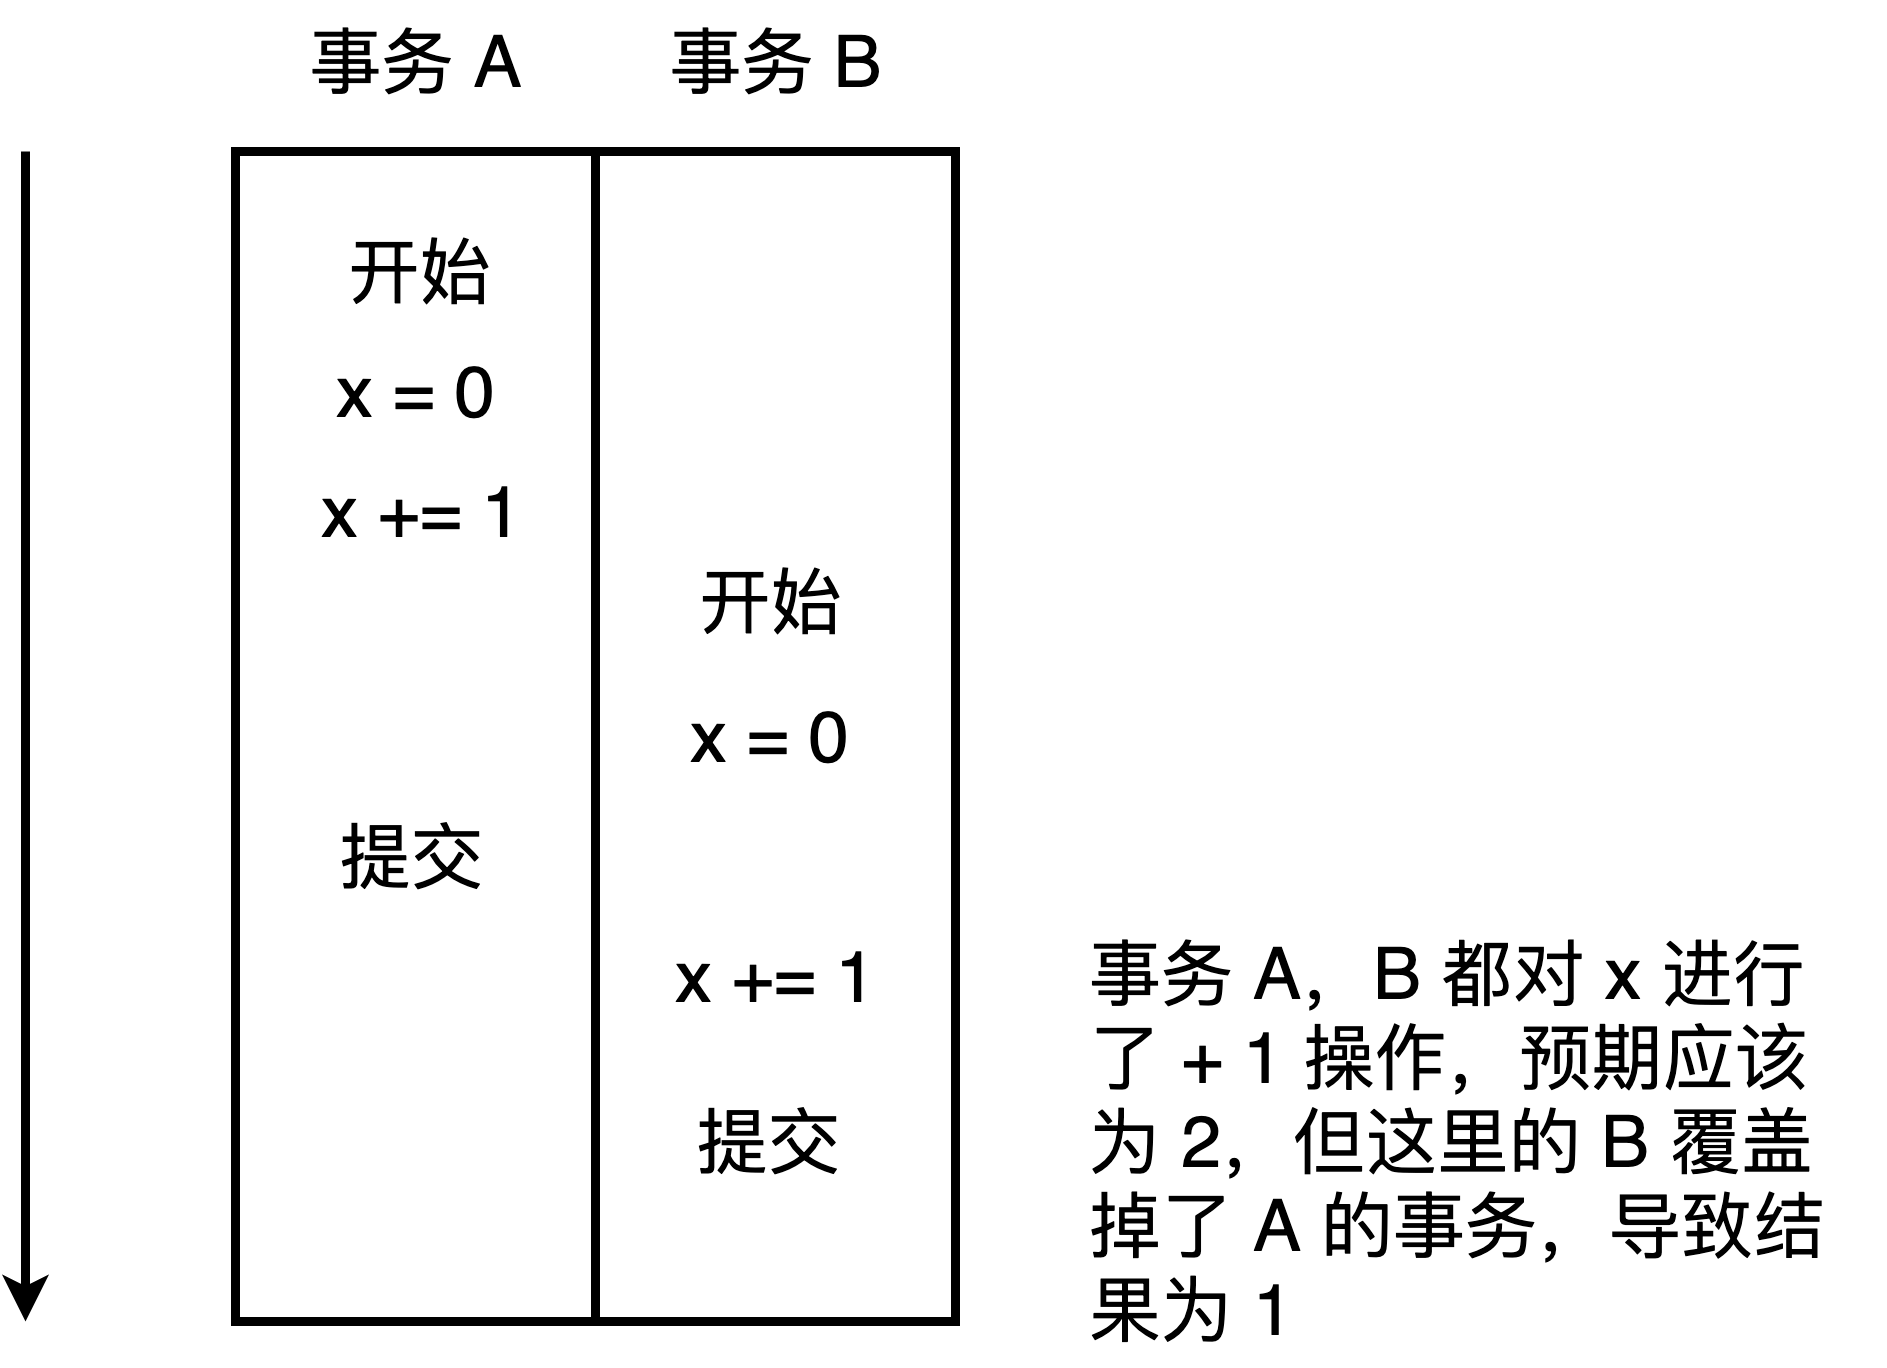 事务 A
事务 B
开始
x = 0
x += 1
开始
x = 0
提交
x += 1
提交
事务 A，B 都对 x 进行
了 + 1 操作，预期应该
为 2，但这里的 B 覆盖
掉了 A 的事务，导致结
果为 1